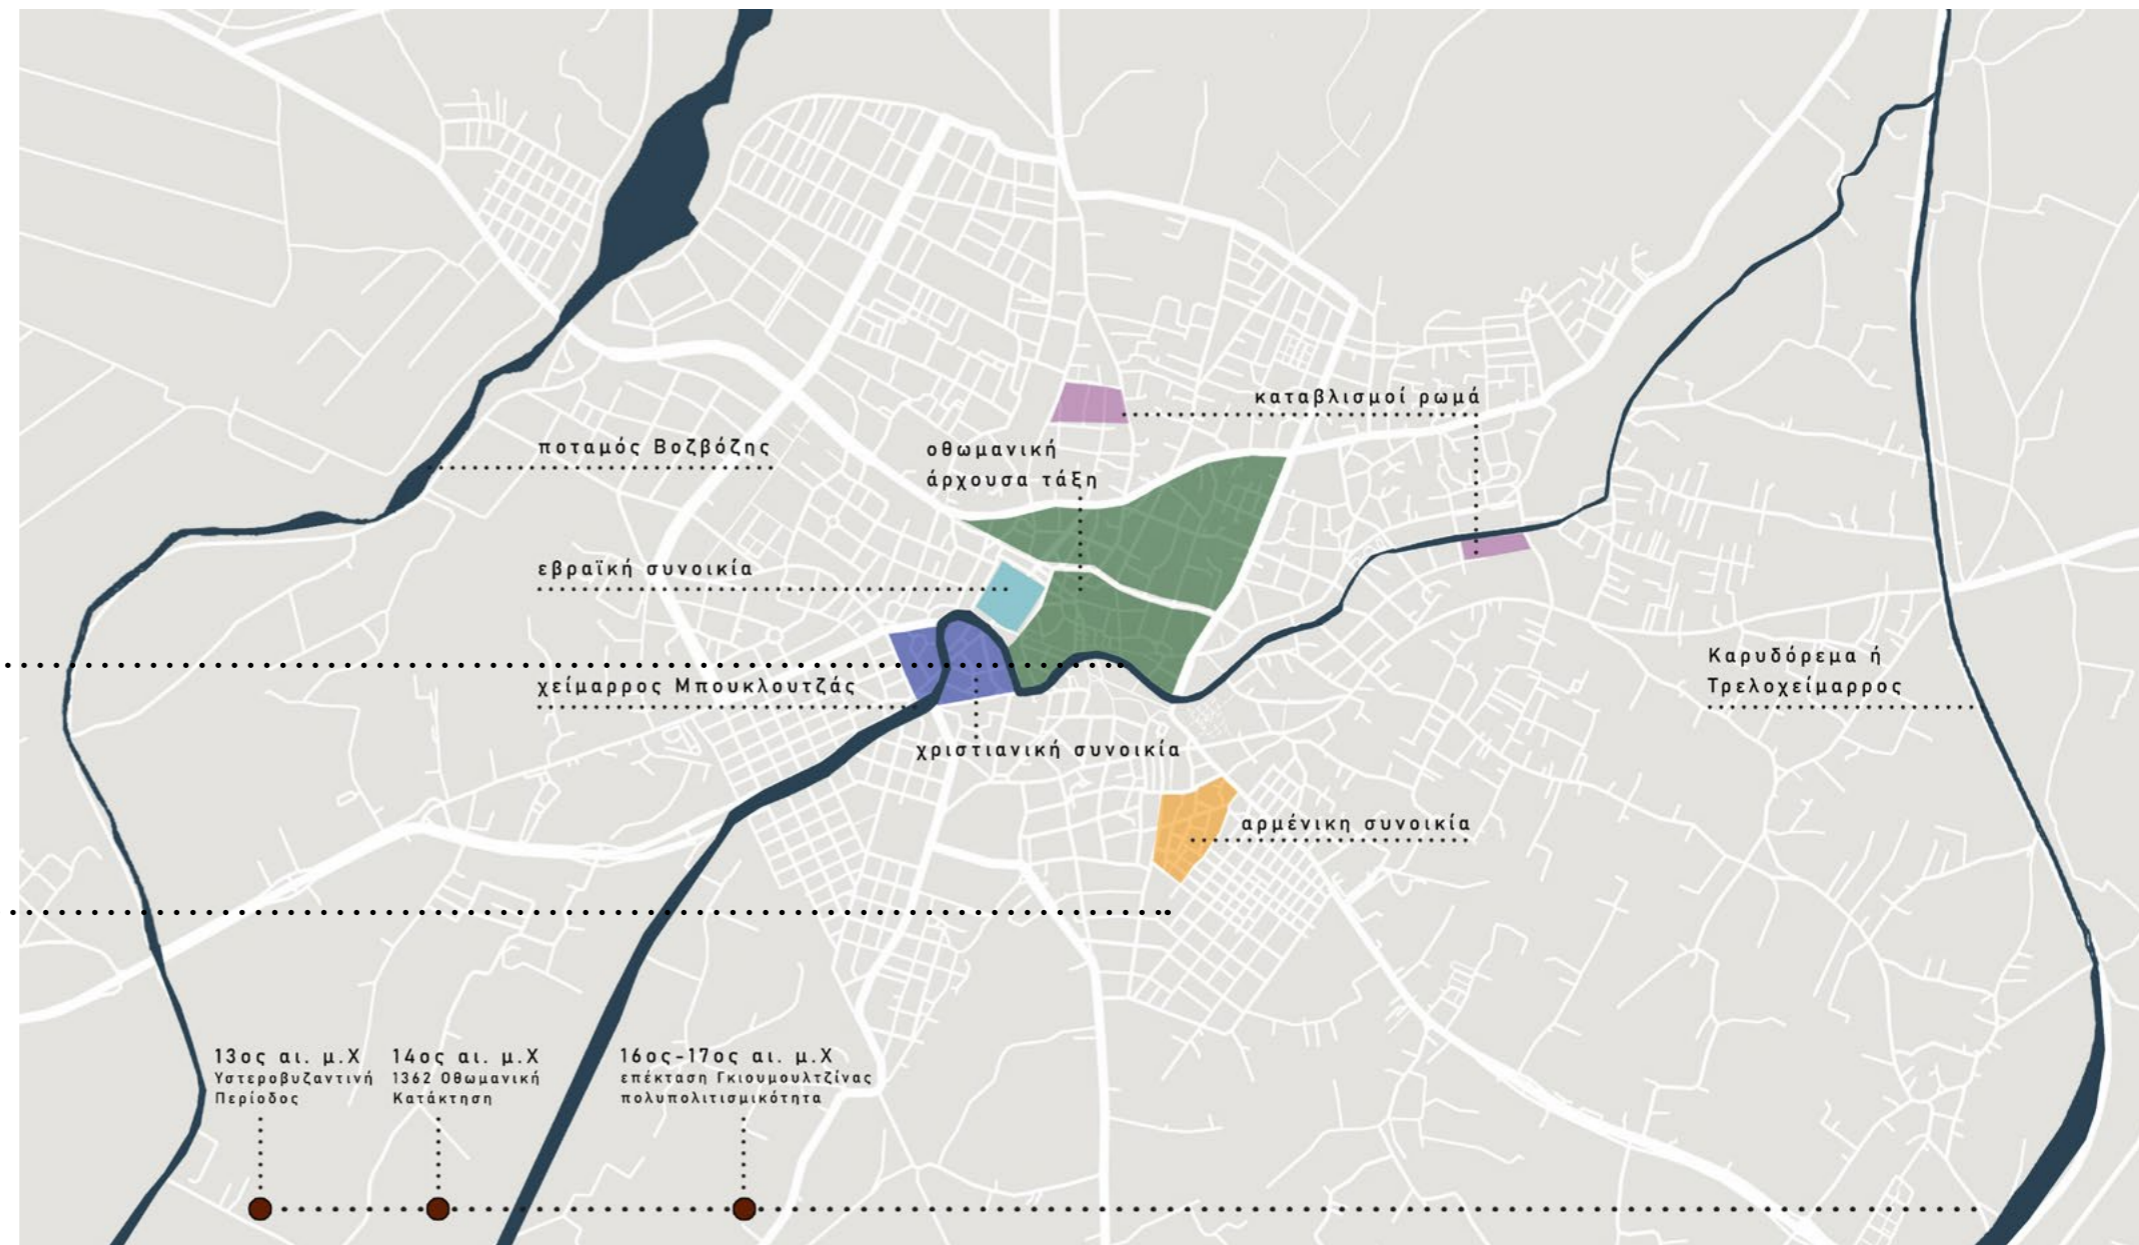 καταβλισμοί ρωμά
ποταμός Βοζβόζης
οθωμανική
άρχουσα τάξη
εβραϊκή συνοικία
Καρυδόρεμα ή
Τρελοχείμαρρος
χείμαρρος Μπουκλουτζάς
χριστιανική συνοικία
αρμένικη συνοικία
13ος αι. μ.Χ
Υστεροβυζαντινή
Περίοδος
14ος αι. μ.Χ
1362 Οθωμανική
Κατάκτηση
16ος-17ος αι. μ.Χ
επέκταση Γκιουμουλτζίνας
πολυπολιτισμικότητα